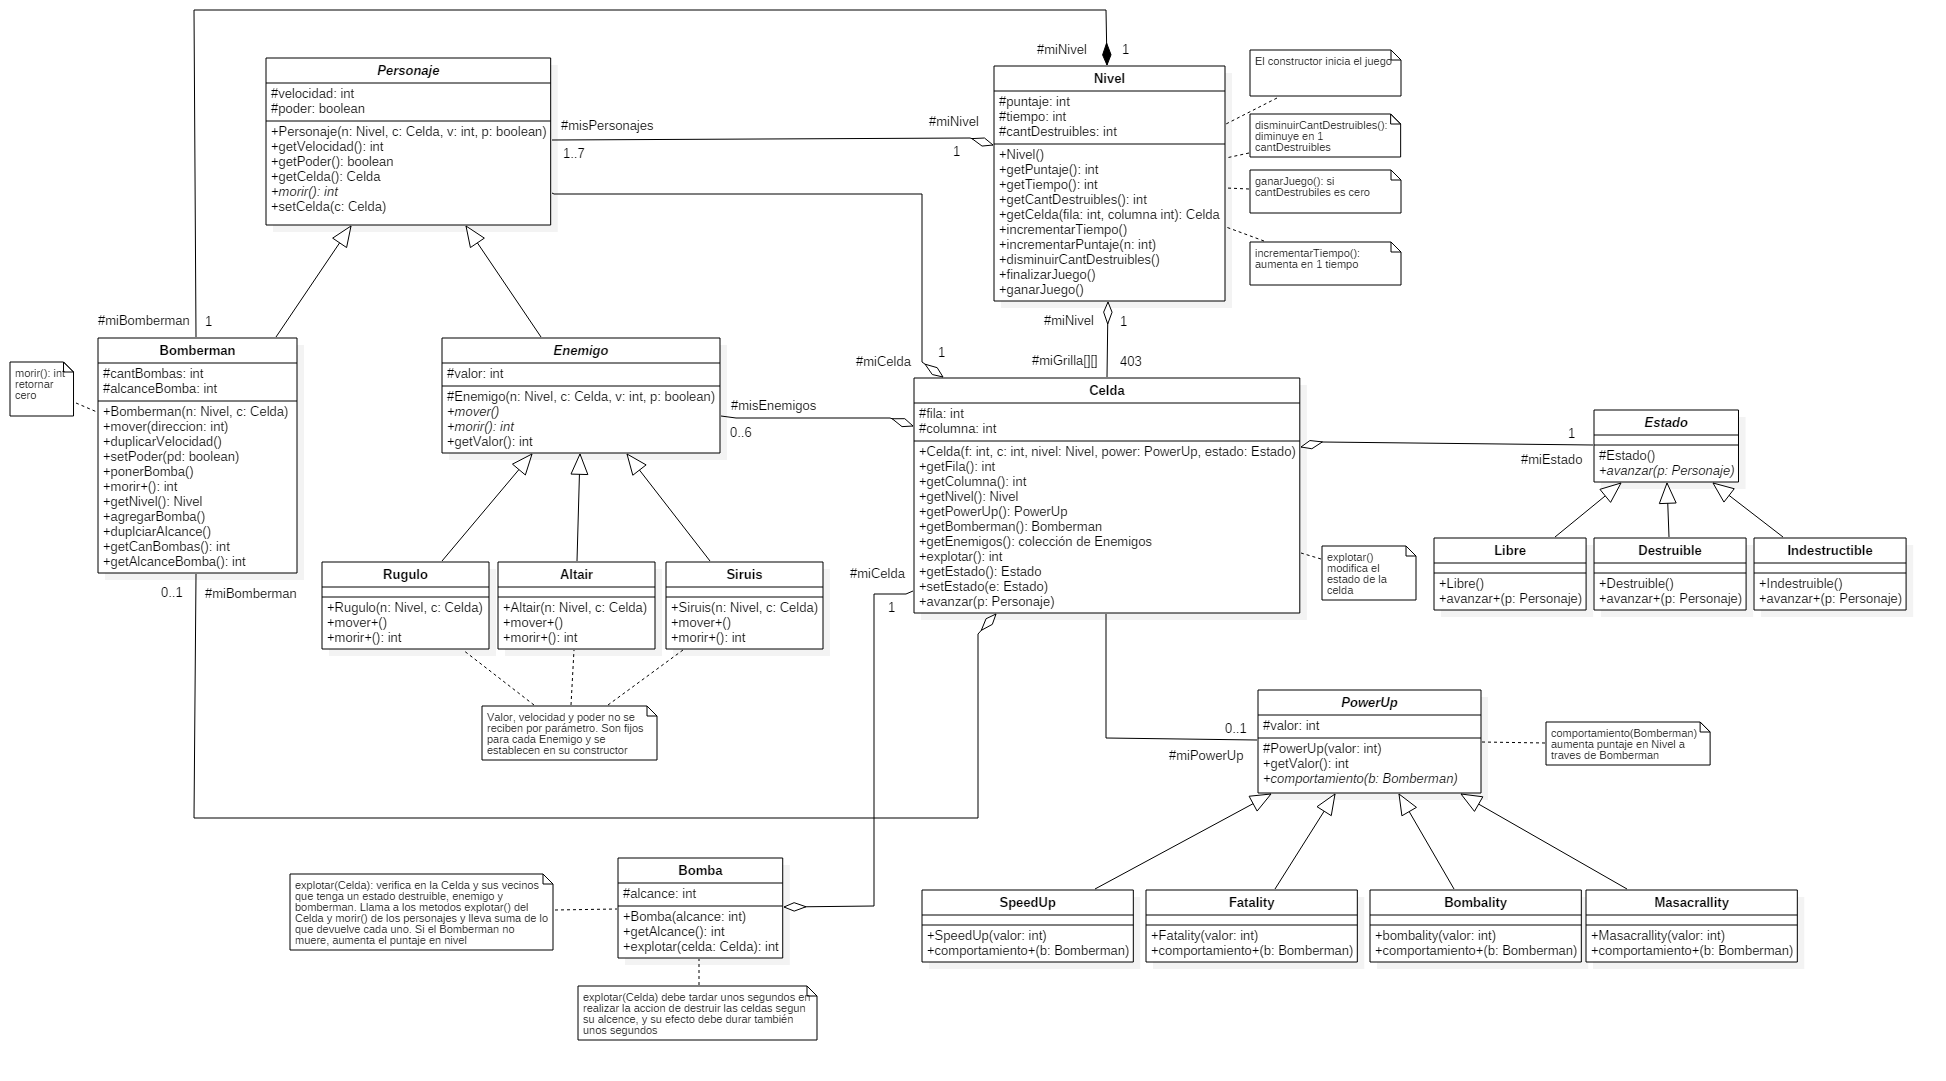 #miNivel
1
Personaje
#velocidad: int
#poder: boolean
+Personaje(n: Nivel, c: Celda, v: int, p: boolean)
+getVelocidad(): int
+getPoder(): boolean
+getCelda(): Celda
+morir(): int
+setCelda(c: Celda)
#misPersonajes
1..7
#miNivel
1
Nivel
#puntaje: int
#tiempo: int
#cantDestruibles: int
+Nivel()
+getPuntaje(): int
+getTiempo(): int
+getCantDestruibles(): int
+getCelda(fila: int, columna int): Celda
+incrementarTiempo()
+incrementarPuntaje(n: int)
+disminuirCantDestruibles()
+finalizarJuego()
+ganarJuego()
El constructor inicia el juego
disminuirCantDestruibles():
diminuye en 1
cantDestruibles
ganarJuego(): si
cantDestrubiles es cero
incrementarTiempo():
aumenta en 1 tiempo
#miBomberman
1
Bomberman
#cantBombas: int
#alcanceBomba: int
+Bomberman(n: Nivel, c: Celda)
+mover(direccion: int)
+duplicarVelocidad()
+setPoder(pd: boolean)
+ponerBomba()
+morir+(): int
+getNivel(): Nivel
+agregarBomba()
+duplciarAlcance()
+getCanBombas(): int
+getAlcanceBomba(): int
morir(): int
retornar
cero
0..1
#miBomberman
Enemigo
#valor: int
#Enemigo(n: Nivel, c: Celda, v: int, p: boolean)
+mover()
+morir(): int
+getValor(): int
#misEnemigos
0..6
#miCelda
1
#miNivel
1
#miGrilla[][]
403
Celda
#fila: int
#columna: int
+Celda(f: int, c: int, nivel: Nivel, power: PowerUp, estado: Estado)
+getFila(): int
+getColumna(): int
+getNivel(): Nivel
+getPowerUp(): PowerUp
+getBomberman(): Bomberman
+getEnemigos(): colección de Enemigos
+explotar(): int
+getEstado(): Estado
+setEstado(e: Estado)
+avanzar(p: Personaje)
1
#miEstado
Estado
#Estado()
+avanzar(p: Personaje)
explotar()
modifica el
estado de la
celda
Libre
+Libre()
+avanzar+(p: Personaje)
Destruible
+Destruible()
+avanzar+(p: Personaje)
Indestructible
+Indestruible()
+avanzar+(p: Personaje)
Rugulo
+Rugulo(n: Nivel, c: Celda)
+mover+()
+morir+(): int
Altair
+Altair(n: Nivel, c: Celda)
+mover+()
+morir+(): int
Siruis
+Siruis(n: Nivel, c: Celda)
+mover+()
+morir+(): int
#miCelda
1
Valor, velocidad y poder no se
reciben por parámetro. Son fijos
para cada Enemigo y se
establecen en su constructor
0..1
#miPowerUp
PowerUp
#valor: int
#PowerUp(valor: int)
+getValor(): int
+comportamiento(b: Bomberman)
comportamiento(Bomberman)
aumenta puntaje en Nivel a
traves de Bomberman
explotar(Celda): verifica en la Celda y sus vecinos
que tenga un estado destruible, enemigo y
bomberman. Llama a los metodos explotar() del
Celda y morir() de los personajes y lleva suma de lo
que devuelve cada uno. Si el Bomberman no
muere, aumenta el puntaje en nivel
Bomba
#alcance: int
+Bomba(alcance: int)
+getAlcance(): int
+explotar(celda: Celda): int
explotar(Celda) debe tardar unos segundos en
realizar la accion de destruir las celdas segun
su alcence, y su efecto debe durar también
unos segundos
SpeedUp
+SpeedUp(valor: int)
+comportamiento+(b: Bomberman)
Fatality
+Fatality(valor: int)
+comportamiento+(b: Bomberman)
Bombality
+bombality(valor: int)
+comportamiento+(b: Bomberman)
Masacrallity
+Masacrallity(valor: int)
+comportamiento+(b: Bomberman)